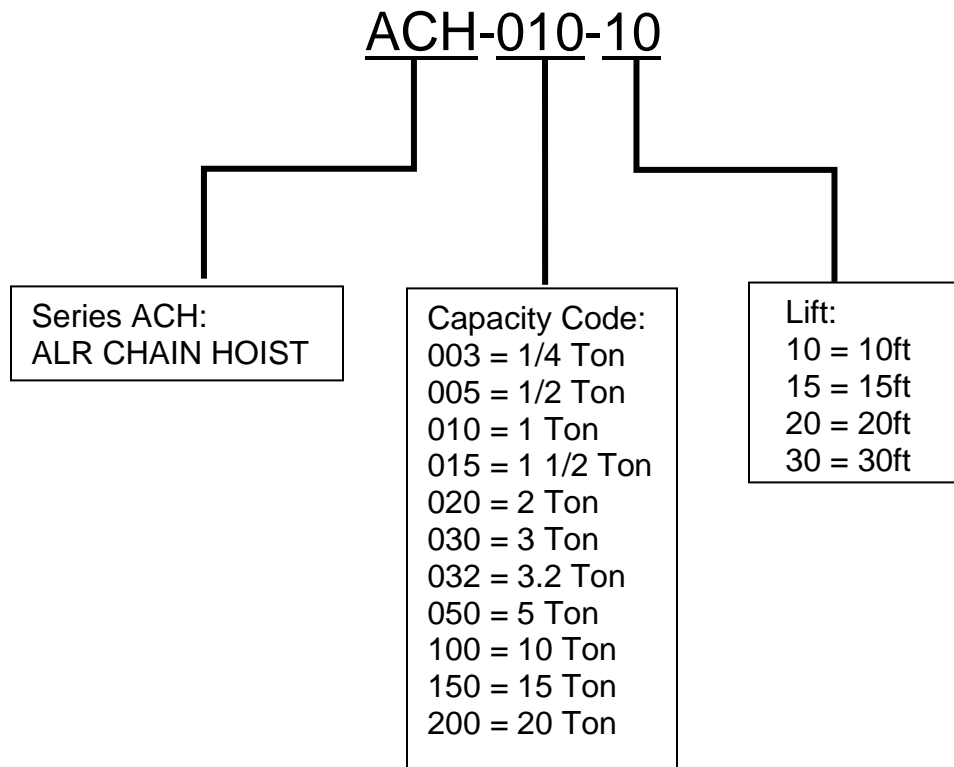 ACH-010-10
Series ACH:
ALR CHAIN HOIST
Capacity Code:
003 = 1/4 Ton
005 = 1/2 Ton
010 = 1 Ton
015 = 1 1/2 Ton
020 = 2 Ton
030 = 3 Ton
032 = 3.2 Ton
050 = 5 Ton
100 = 10 Ton
150 = 15 Ton
200 = 20 Ton
Lift:
10 = 10ft
15 = 15ft
20 = 20ft
30 = 30ft